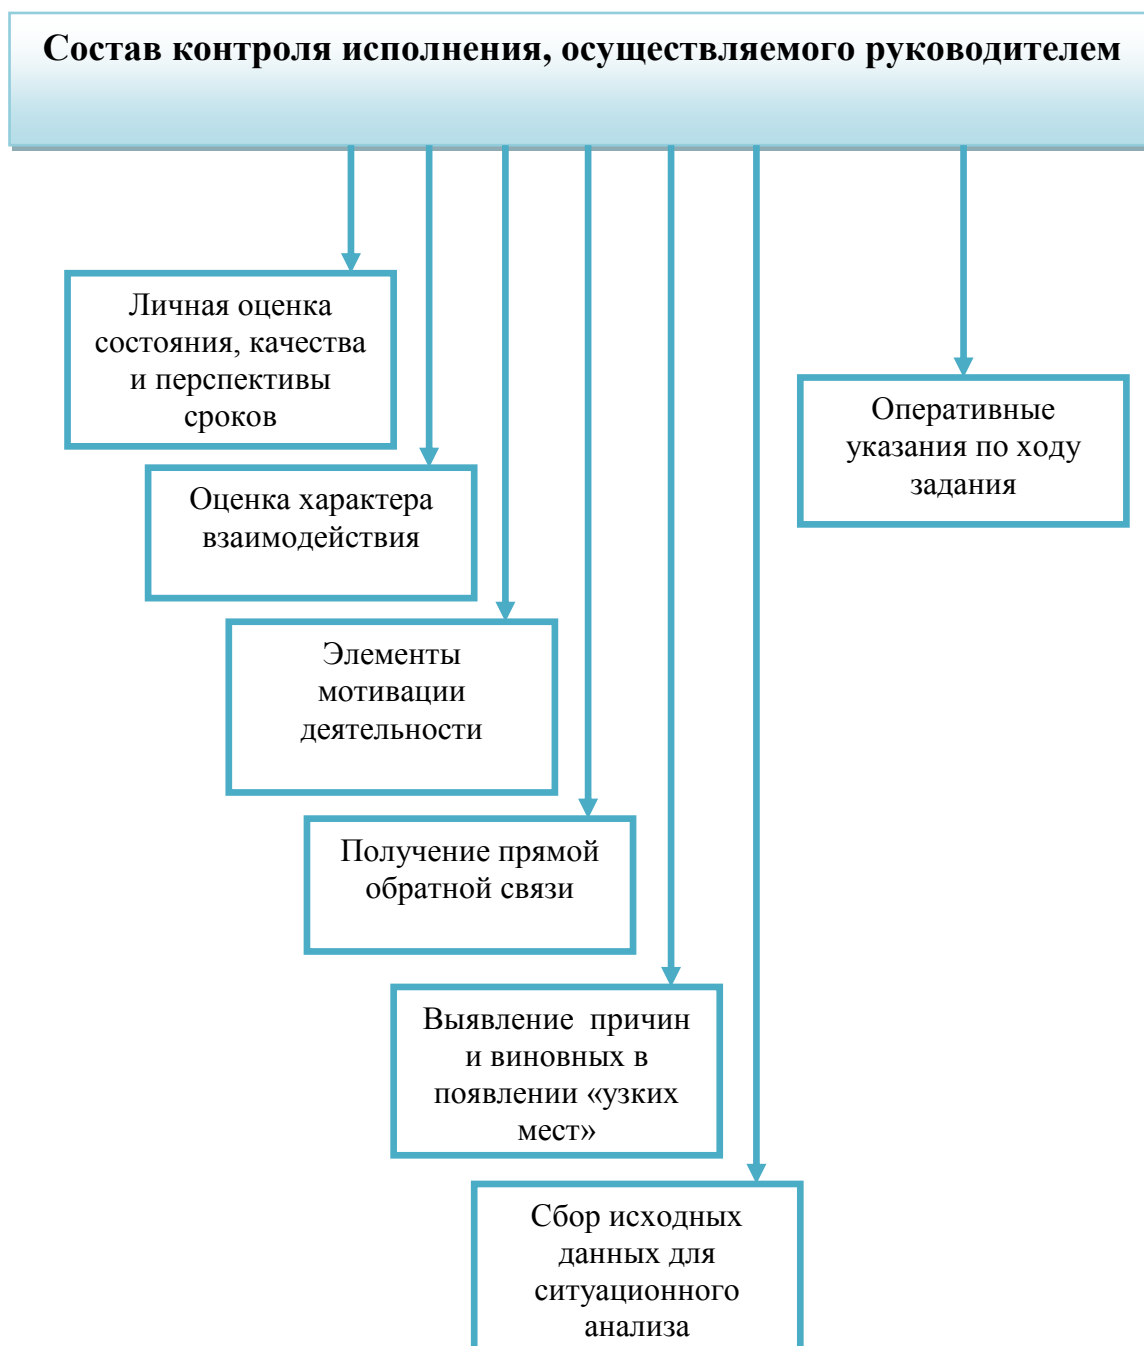 Состав контроля исполнения, осуществляемого руководителем
Личная оценка
состояния, качества
и перспективы
сроков
Оперативные
указания по ходу
задания
Оценка характера
взаимодействия
Элементы
мотивации
деятельности
Получение прямой
обратной связи
Выявление  причин
и виновных в
появлении «узких
мест»
Сбор исходных
данных для
ситуационного
анализа